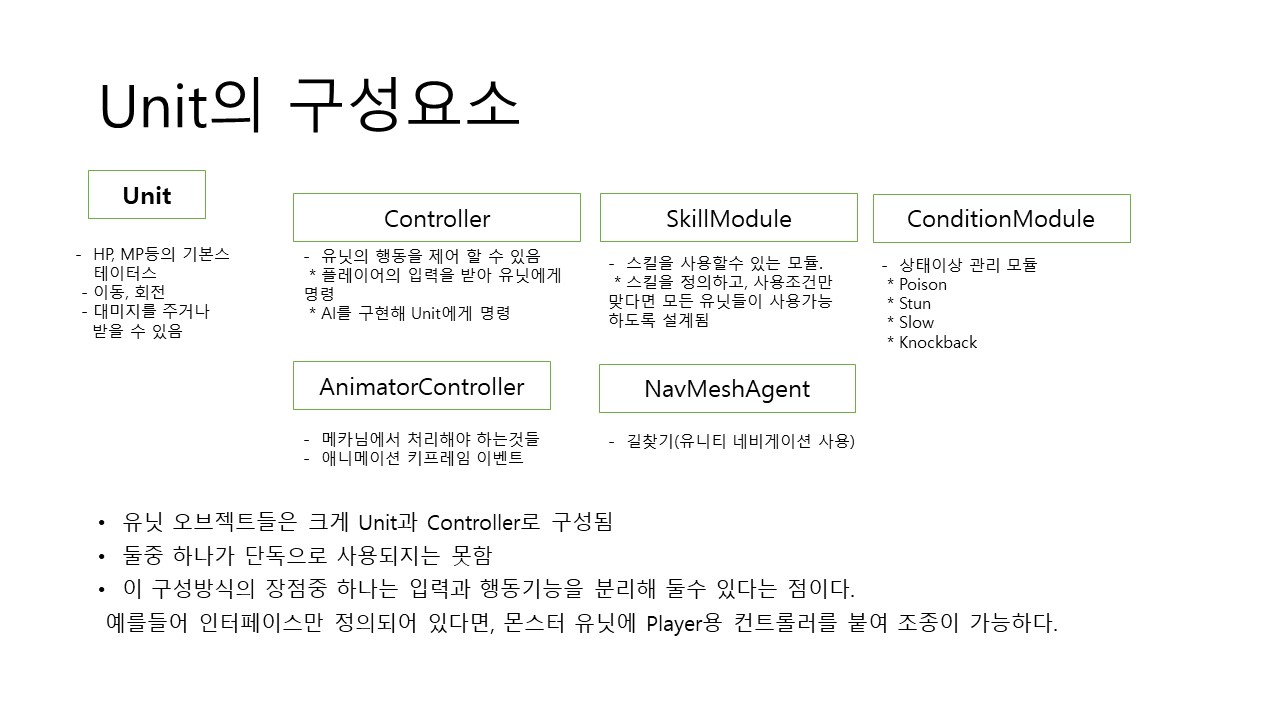 Unit의 구성요소
Unit
- HP, MP등의 기본스
테이터스
- 이동, 회전
- 대미지를 주거나
받을 수 있음
Controller
- 유닛의 행동을 제어 할 수 있음
* 플레이어의 입력을 받아 유닛에게
명령
* AI를 구현해 Unit에게 명령
SkillModule
- 스킬을 사용할수 있는 모듈.
* 스킬을 정의하고, 사용조건만
맞다면 모든 유닛들이 사용가능
하도록 설계됨
ConditionModule
- 상태이상 관리 모듈
* Poison
* Stun
* Slow
* Knockback
AnimatorController
- 메카님에서 처리해야 하는것들
- 애니메이션 키프레임 이벤트
NavMeshAgent
- 길찾기(유니티 네비게이션 사용)
• 유닛 오브젝트들은 크게 Unit과 Controller로 구성됨
• 둘중 하나가 단독으로 사용되지는 못함
• 이 구성방식의 장점중 하나는 입력과 행동기능을 분리해 둘수 있다는 점이다.
예를들어 인터페이스만 정의되어 있다면, 몬스터 유닛에 Player용 컨트롤러를 붙여 조종이 가능하다.